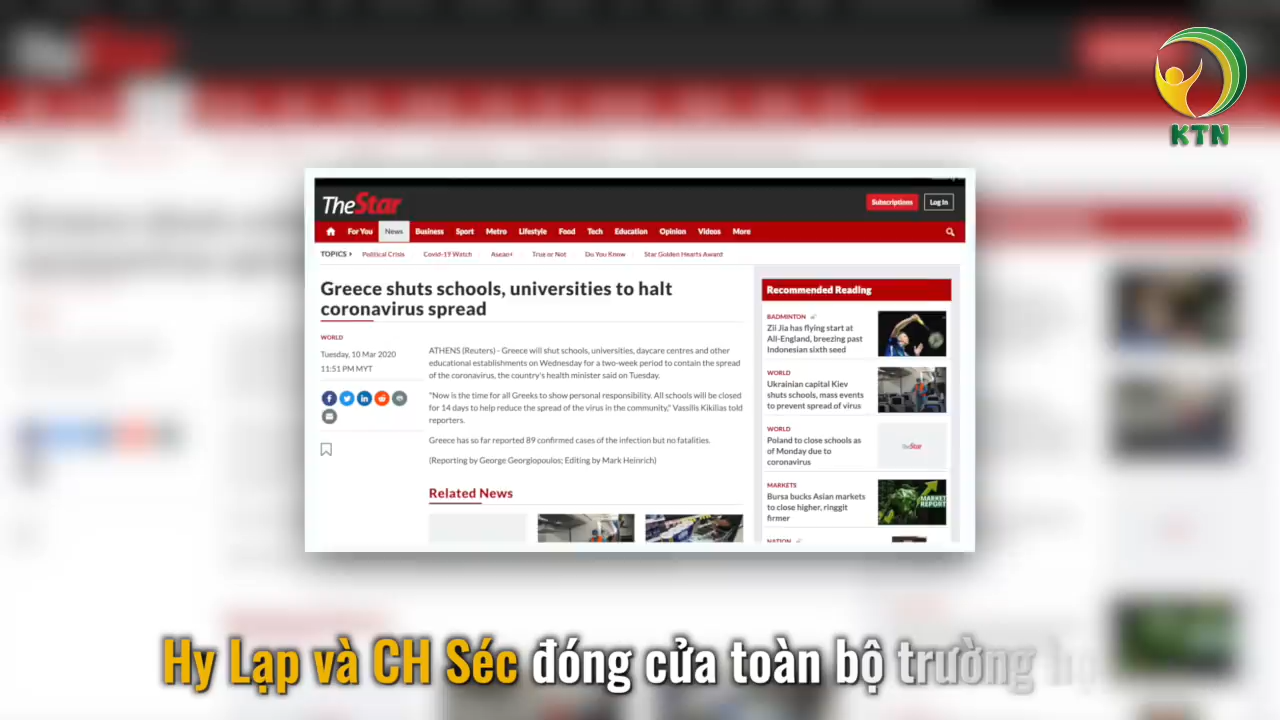 KTN
TheStar
Subscriptions
Log In
For You News Business Sport Metro Lifestyle Food Tech Education Opinion Videos More
TOPICS Political Crisis Covid-19 Watch Asean+ True or Not Do You Know Star Golden Hearts Award
Greece shuts schools, universities to halt
coronavirus spread
WORLD
Tuesday, 10 Mar 2020
11:51 PM MYT
ATHENS (Reuters) - Greece will shut schools, universities, daycare centres and other
educational establishments on Wednesday for a two-week period to contain the spread
of the coronavirus, the country's health minister said on Tuesday.
"Now is the time for all Greeks to show personal responsibility. All schools will be closed
for 14 days to help reduce the spread of the virus in the community," Vassilis Kikilias told
reporters.
Greece has so far reported 89 confirmed cases of the infection but no fatalities.
(Reporting by George Georgiopoulos; Editing by Mark Heinrich)
Related News
Recommended Reading
BADMINTON
Zii Jia has flying start at
All-England, breezing past
Indonesian sixth seed
WORLD
Ukrainian capital Kiev
shuts schools, mass events
to prevent spread of virus
WORLD
Poland to close schools as
of Monday due to
coronavirus
TheStar
MARKETS
Bursa bucks Asian markets
to close higher, ringgit
firmer
MARKET
REPORT
NATION
Hy Lạp và CH Séc đóng cửa toàn bộ trường